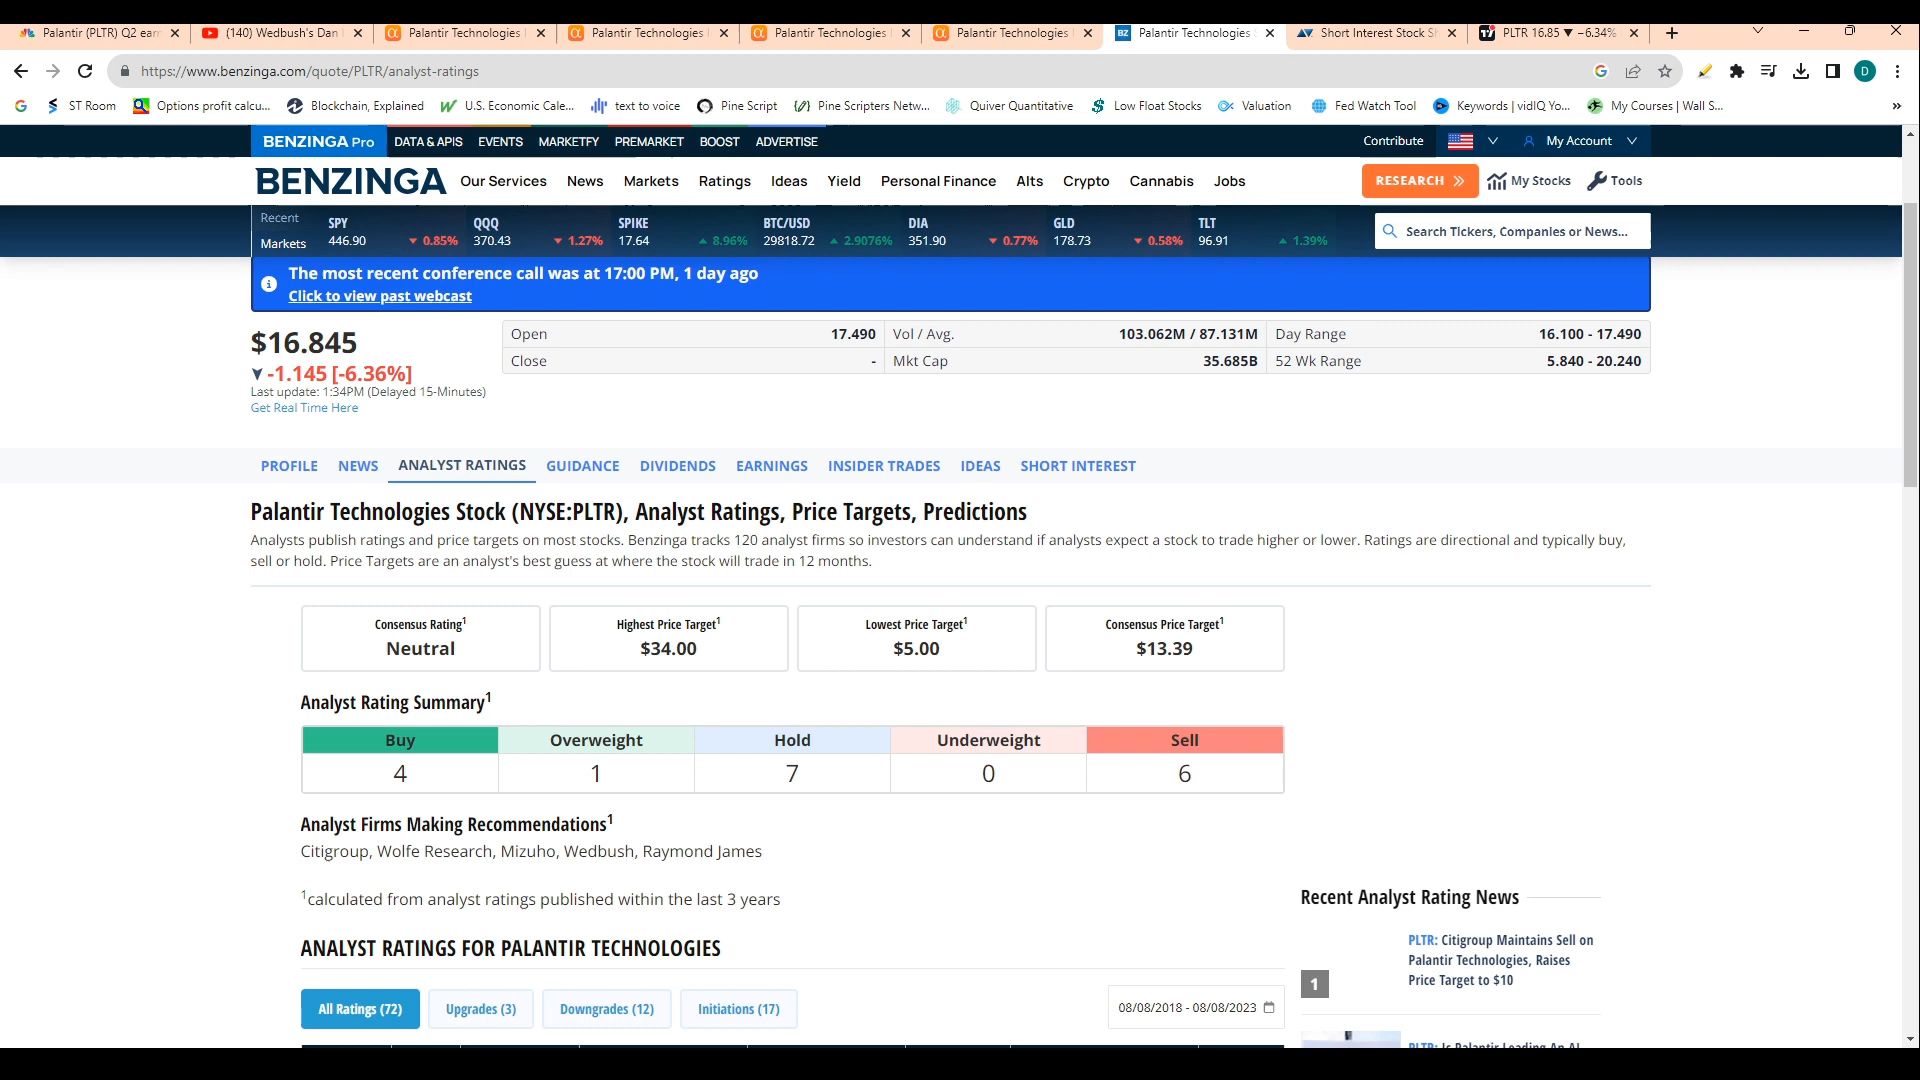 Palantir (PLTR) Q2 ear
(140) Wedbush's Dan
Palantir Technologies
Palantir Technologies
Palantir Technologies
Palantir Technologies
BZ Palantir Technologies
Short Interest Stock S
PLTR 16.85 ▼ −6.34%
https://www.benzinga.com/quote/PLTR/analyst-ratings
D
ST Room
Options profit calcu...
Blockchain, Explained
U.S. Economic Cale...
text to voice
Pine Script
Pine Scripters Netw...
Quiver Quantitative
Low Float Stocks
Valuation
Fed Watch Tool
Keywords | vidIQ Yo...
My Courses | Wall S...
»
BENZINGA Pro DATA & APIS EVENTS MARKETFY PREMARKET BOOST ADVERTISE Contribute My Account
BENZINGA Our Services News Markets Ratings Ideas Yield Personal Finance Alts Crypto Cannabis Jobs RESEARCH » My Stocks Tools
Recent SPY QQQ SPIKE BTC/USD DIA GLD TLT
Markets 446.90 ▼ 0.85% 370.43 ▼ 1.27% 17.64 ▲ 8.96% 29818.72 ▲ 2.9076% 351.90 ▼ 0.77% 178.73 ▼ 0.58% 96.91 ▲ 1.39%
Search Tickers, Companies or News...
The most recent conference call was at 17:00 PM, 1 day ago
Click to view past webcast
$16.845
▼ -1.145 [-6.36%]
Last update: 1:34PM (Delayed 15-Minutes)
Get Real Time Here
Open 17.490 Vol / Avg. 103.062M / 87.131M Day Range 16.100 - 17.490
Close - Mkt Cap 35.685B 52 Wk Range 5.840 - 20.240
PROFILE NEWS ANALYST RATINGS GUIDANCE DIVIDENDS EARNINGS INSIDER TRADES IDEAS SHORT INTEREST
Palantir Technologies Stock (NYSE:PLTR), Analyst Ratings, Price Targets, Predictions
Analysts publish ratings and price targets on most stocks. Benzinga tracks 120 analyst firms so investors can understand if analysts expect a stock to trade higher or lower. Ratings are directional and typically buy,
sell or hold. Price Targets are an analyst's best guess at where the stock will trade in 12 months.
Consensus Rating¹ Highest Price Target¹ Lowest Price Target¹ Consensus Price Target¹
Neutral $34.00 $5.00 $13.39
Analyst Rating Summary¹
Buy Overweight Hold Underweight Sell
4 1 7 0 6
Analyst Firms Making Recommendations¹
Citigroup, Wolfe Research, Mizuho, Wedbush, Raymond James
¹calculated from analyst ratings published within the last 3 years
ANALYST RATINGS FOR PALANTIR TECHNOLOGIES
All Ratings (72) Upgrades (3) Downgrades (12) Initiations (17)
08/08/2018 - 08/08/2023
Recent Analyst Rating News
1
PLTR: Citigroup Maintains Sell on
Palantir Technologies, Raises
Price Target to $10
PLTR: Is Palantir Leading An AI